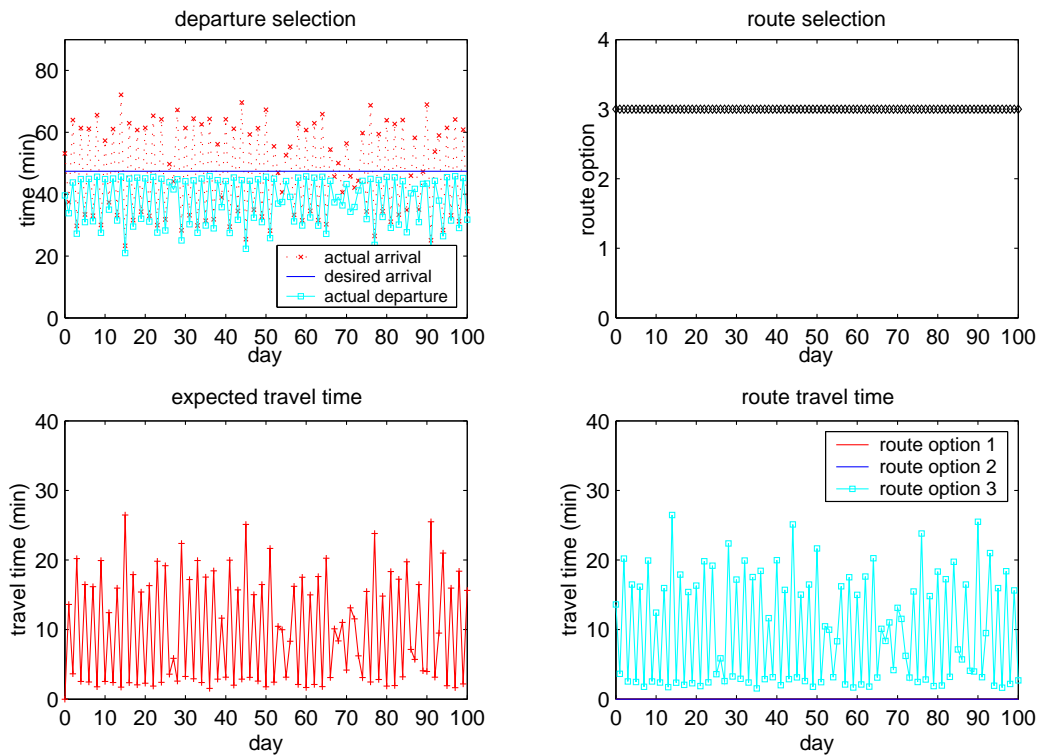 departure selection
80
60
40
20
0
time (min)
actual arrival
desired arrival
actual departure
0 10 20 30 40 50 60 70 80 90 100
day
route selection
4
3
2
1
0
route option
0 10 20 30 40 50 60 70 80 90 100
day
expected travel time
40
30
20
10
0
travel time (min)
0 10 20 30 40 50 60 70 80 90 100
day
route travel time
40
30
20
10
0
travel time (min)
route option 1
route option 2
route option 3
0 10 20 30 40 50 60 70 80 90 100
day